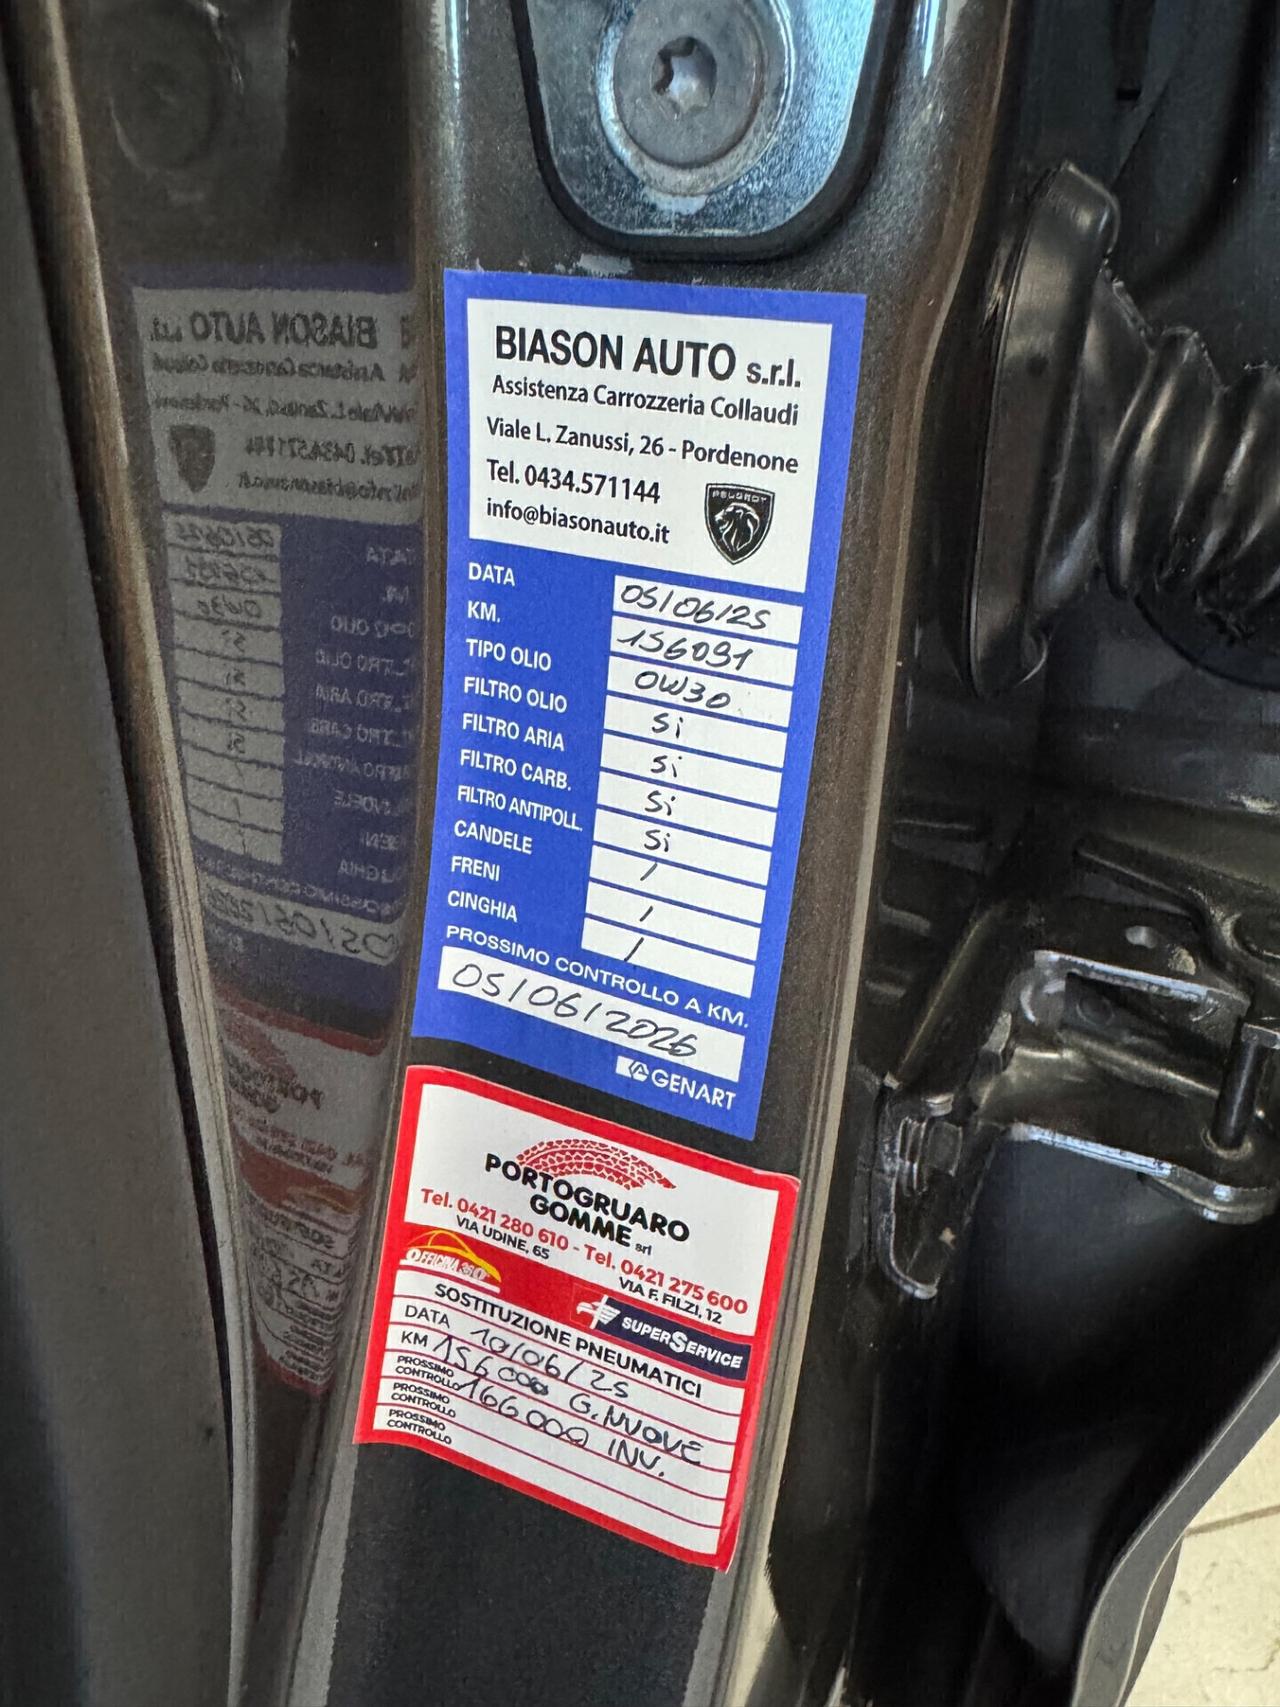 BIASON AUTO s.r.l.
Assistenza Carrozzeria Collaudi
Viale L. Zanussi, 26 - Pordenone
Tel. 0434.571144
info@biasonauto.it
PEUGEOT
DATA 05/06/25
KM. 156091
TIPO OLIO 0W30
FILTRO OLIO Si
FILTRO ARIA Si
FILTRO CARB. Si
FILTRO ANTIPOLL. Si
CANDELE /
FRENI /
CINGHIA /
PROSSIMO CONTROLLO A KM.
05/06/2026
GENART
PORTOGRUARO
GOMME srl
Tel. 0421 280 610 - Tel. 0421 275 600
VIA UDINE, 65 VIA F. FILZI, 12
OFFICINA360° SUPERSERVICE
SOSTITUZIONE PNEUMATICI
DATA 10/06/25
KM 156000 G. NUOVE
PROSSIMO CONTROLLO 166000 INV.
PROSSIMO CONTROLLO
PROSSIMO CONTROLLO